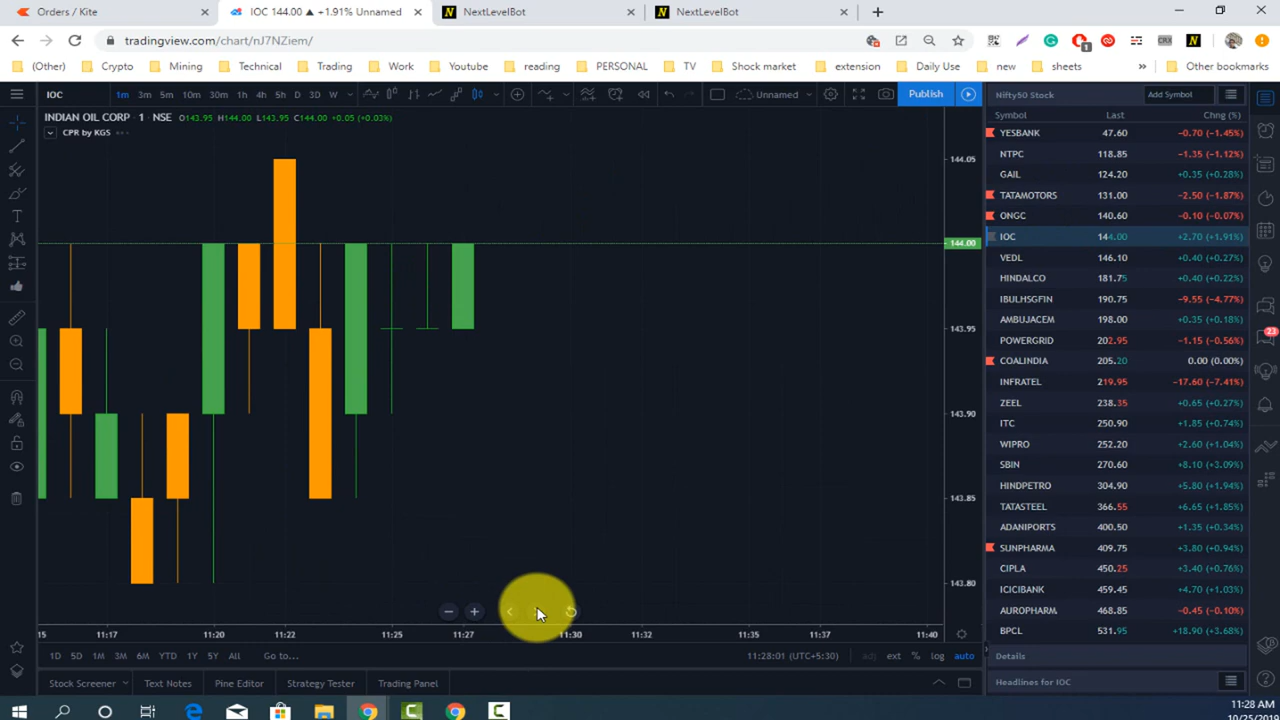 Orders / Kite
IOC 144.00 ▲ +1.91% Unnamed
NextLevelBot
NextLevelBot
tradingview.com/chart/nJ7NZiem/
(Other) Crypto Mining Technical Trading Work Youtube reading PERSONAL TV Shock market extension Daily Use new sheets » Other bookmarks
IOC 1m 3m 5m 10m 30m 1h 4h 5h D 3D W Unnamed Publish
INDIAN OIL CORP · 1 · NSE O143.95 H144.00 L143.95 C144.00 +0.05 (+0.03%)
CPR by KGS
144.05
144.00
143.95
143.90
143.85
143.80
15 11:17 11:20 11:22 11:25 11:27 11:30 11:32 11:35 11:37 11:40
1D 5D 1M 3M 6M YTD 1Y 5Y All Go to... 11:28:01 (UTC+5:30) adj ext % log auto
Stock Screener Text Notes Pine Editor Strategy Tester Trading Panel
Nifty50 Stock Add Symbol
Symbol Last Chng (%)
YESBANK 47.60 −0.70 (−1.45%)
NTPC 118.85 −1.35 (−1.12%)
GAIL 124.20 +0.35 (+0.28%)
TATAMOTORS 131.00 −2.50 (−1.87%)
ONGC 140.60 −0.10 (−0.07%)
IOC 144.00 +2.70 (+1.91%)
VEDL 146.10 +0.40 (+0.27%)
HINDALCO 181.75 +0.40 (+0.22%)
IBULHSGFIN 190.75 −9.55 (−4.77%)
AMBUJACEM 198.00 +0.35 (+0.18%)
POWERGRID 202.95 −1.15 (−0.56%)
COALINDIA 205.20 0.00 (0.00%)
INFRATEL 219.95 −17.60 (−7.41%)
ZEEL 238.35 +0.65 (+0.27%)
ITC 250.90 +1.85 (+0.74%)
WIPRO 252.20 +2.60 (+1.04%)
SBIN 270.60 +8.10 (+3.09%)
HINDPETRO 304.90 +5.80 (+1.94%)
TATASTEEL 366.55 +6.65 (+1.85%)
ADANIPORTS 400.50 +1.35 (+0.34%)
SUNPHARMA 409.75 +3.80 (+0.94%)
CIPLA 450.25 +3.40 (+0.76%)
ICICIBANK 459.45 +4.70 (+1.03%)
AUROPHARM 468.85 −0.45 (−0.10%)
BPCL 531.95 +18.90 (+3.68%)
Details
Headlines for IOC
23
1
11:28 AM